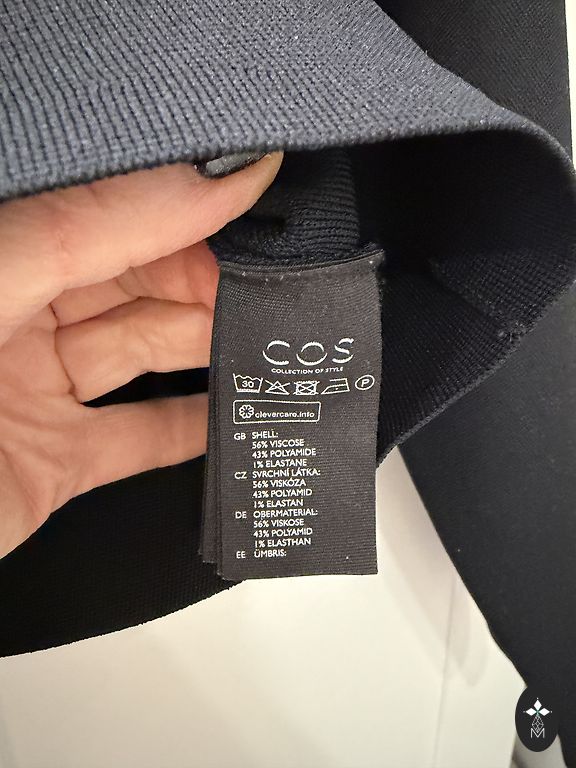 COS
COLLECTION OF STYLE
30 P
clevercare.info
GB SHELL:
56% VISCOSE
43% POLYAMIDE
1% ELASTANE
CZ SVRCHNÍ LÁTKA:
56% VISKÓZA
43% POLYAMID
1% ELASTAN
DE OBERMATERIAL:
56% VISKOSE
43% POLYAMID
1% ELASTHAN
EE ÜMBRIS:
M